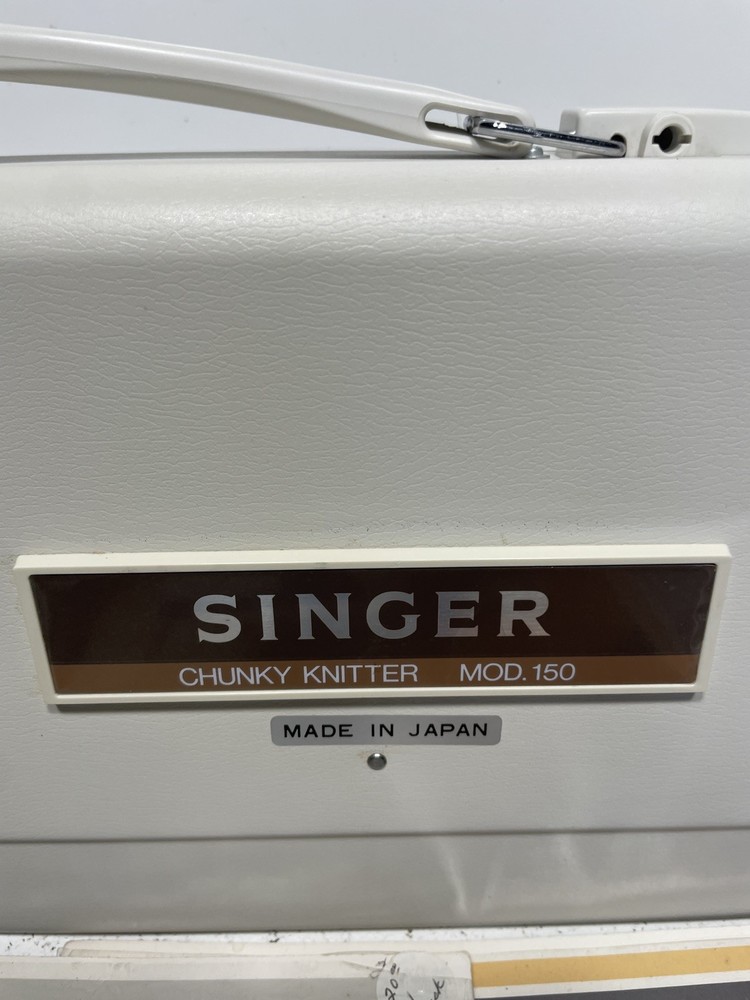 SINGER
CHUNKY KNITTER MOD. 150
MADE IN JAPAN